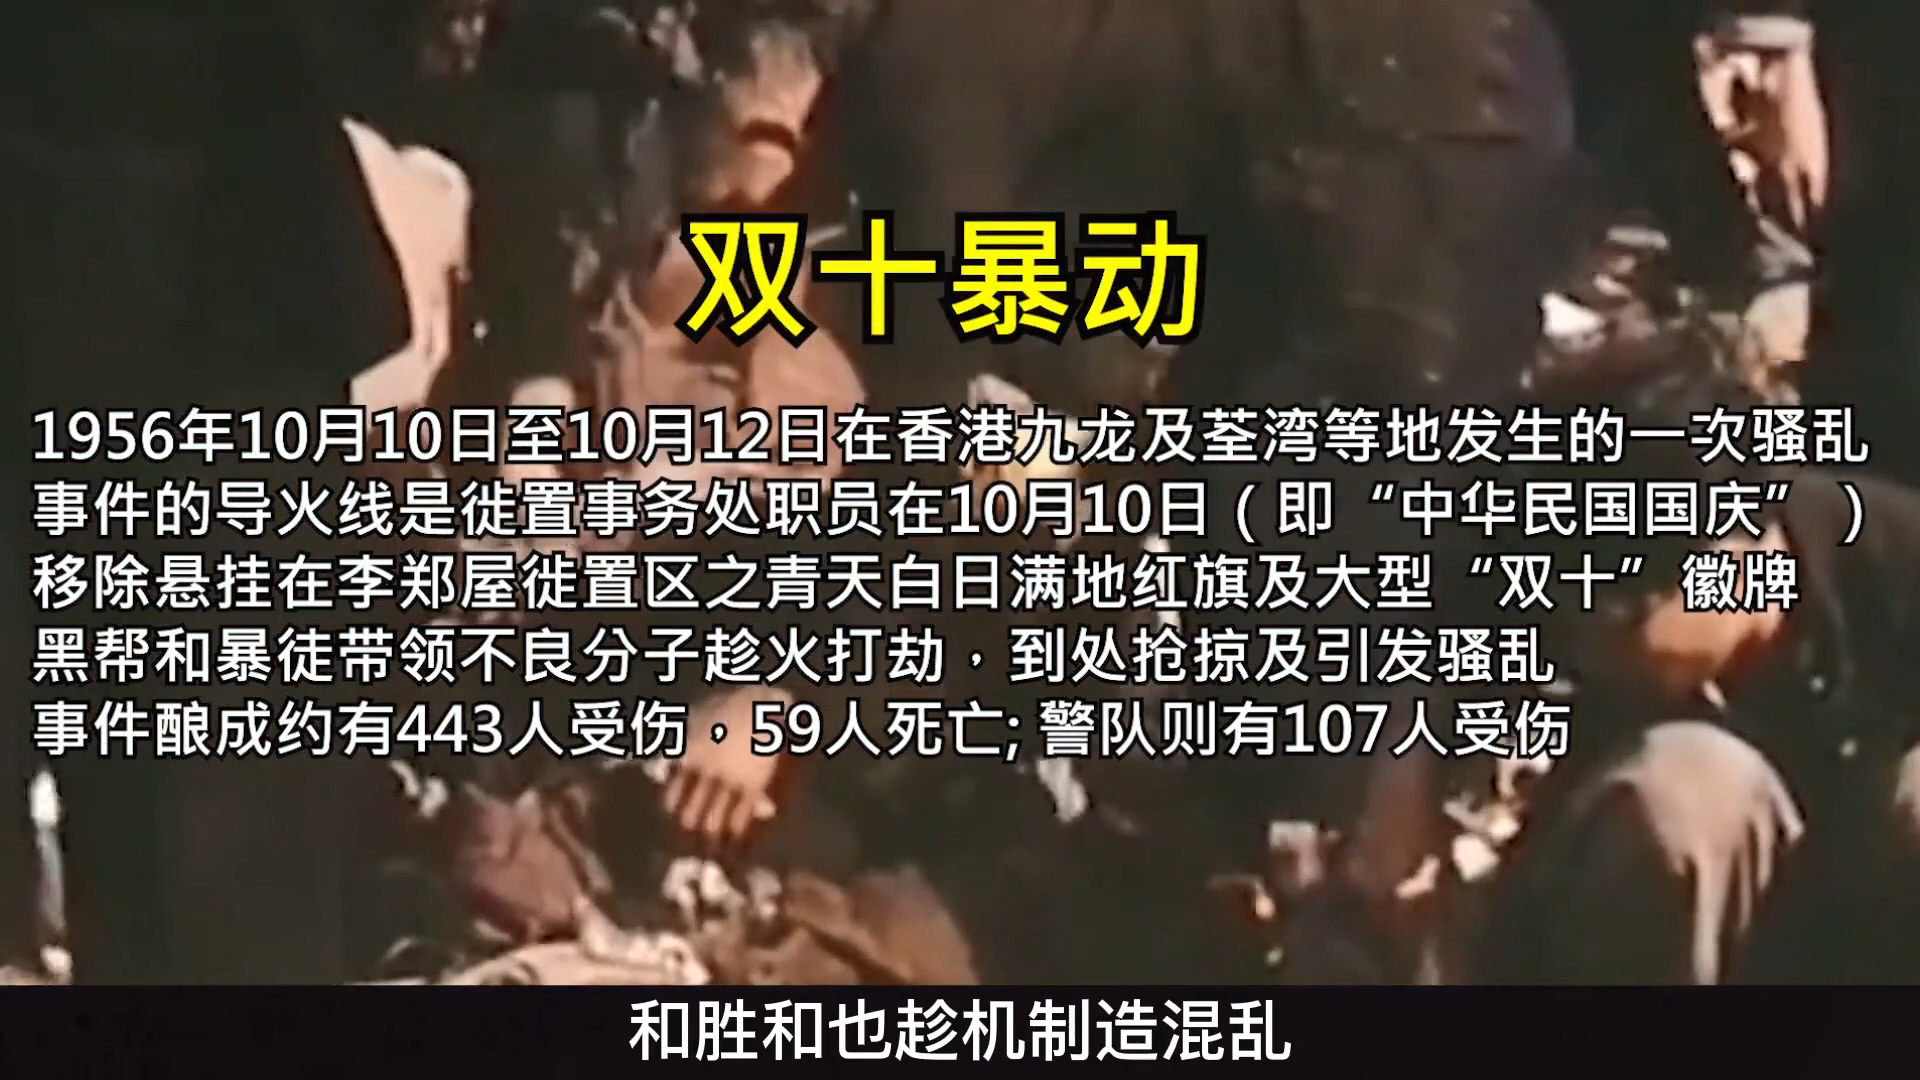 双十暴动
1956年10月10日至10月12日在香港九龙及荃湾等地发生的一次骚乱
事件的导火线是徙置事务处职员在10月10日（即“中华民国国庆”）
移除悬挂在李郑屋徙置区之青天白日满地红旗及大型“双十”徽牌
黑帮和暴徒带领不良分子趁火打劫，到处抢掠及引发骚乱
事件酿成约有443人受伤，59人死亡; 警队则有107人受伤
和胜和也趁机制造混乱